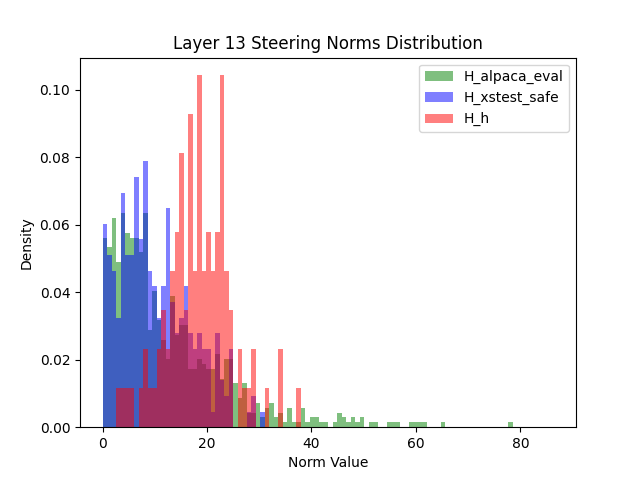 Layer 13 Steering Norms Distribution
H_alpaca_eval
H_xstest_safe
H_h
Density
0.10
0.08
0.06
0.04
0.02
0.00
0
20
40
60
80
Norm Value